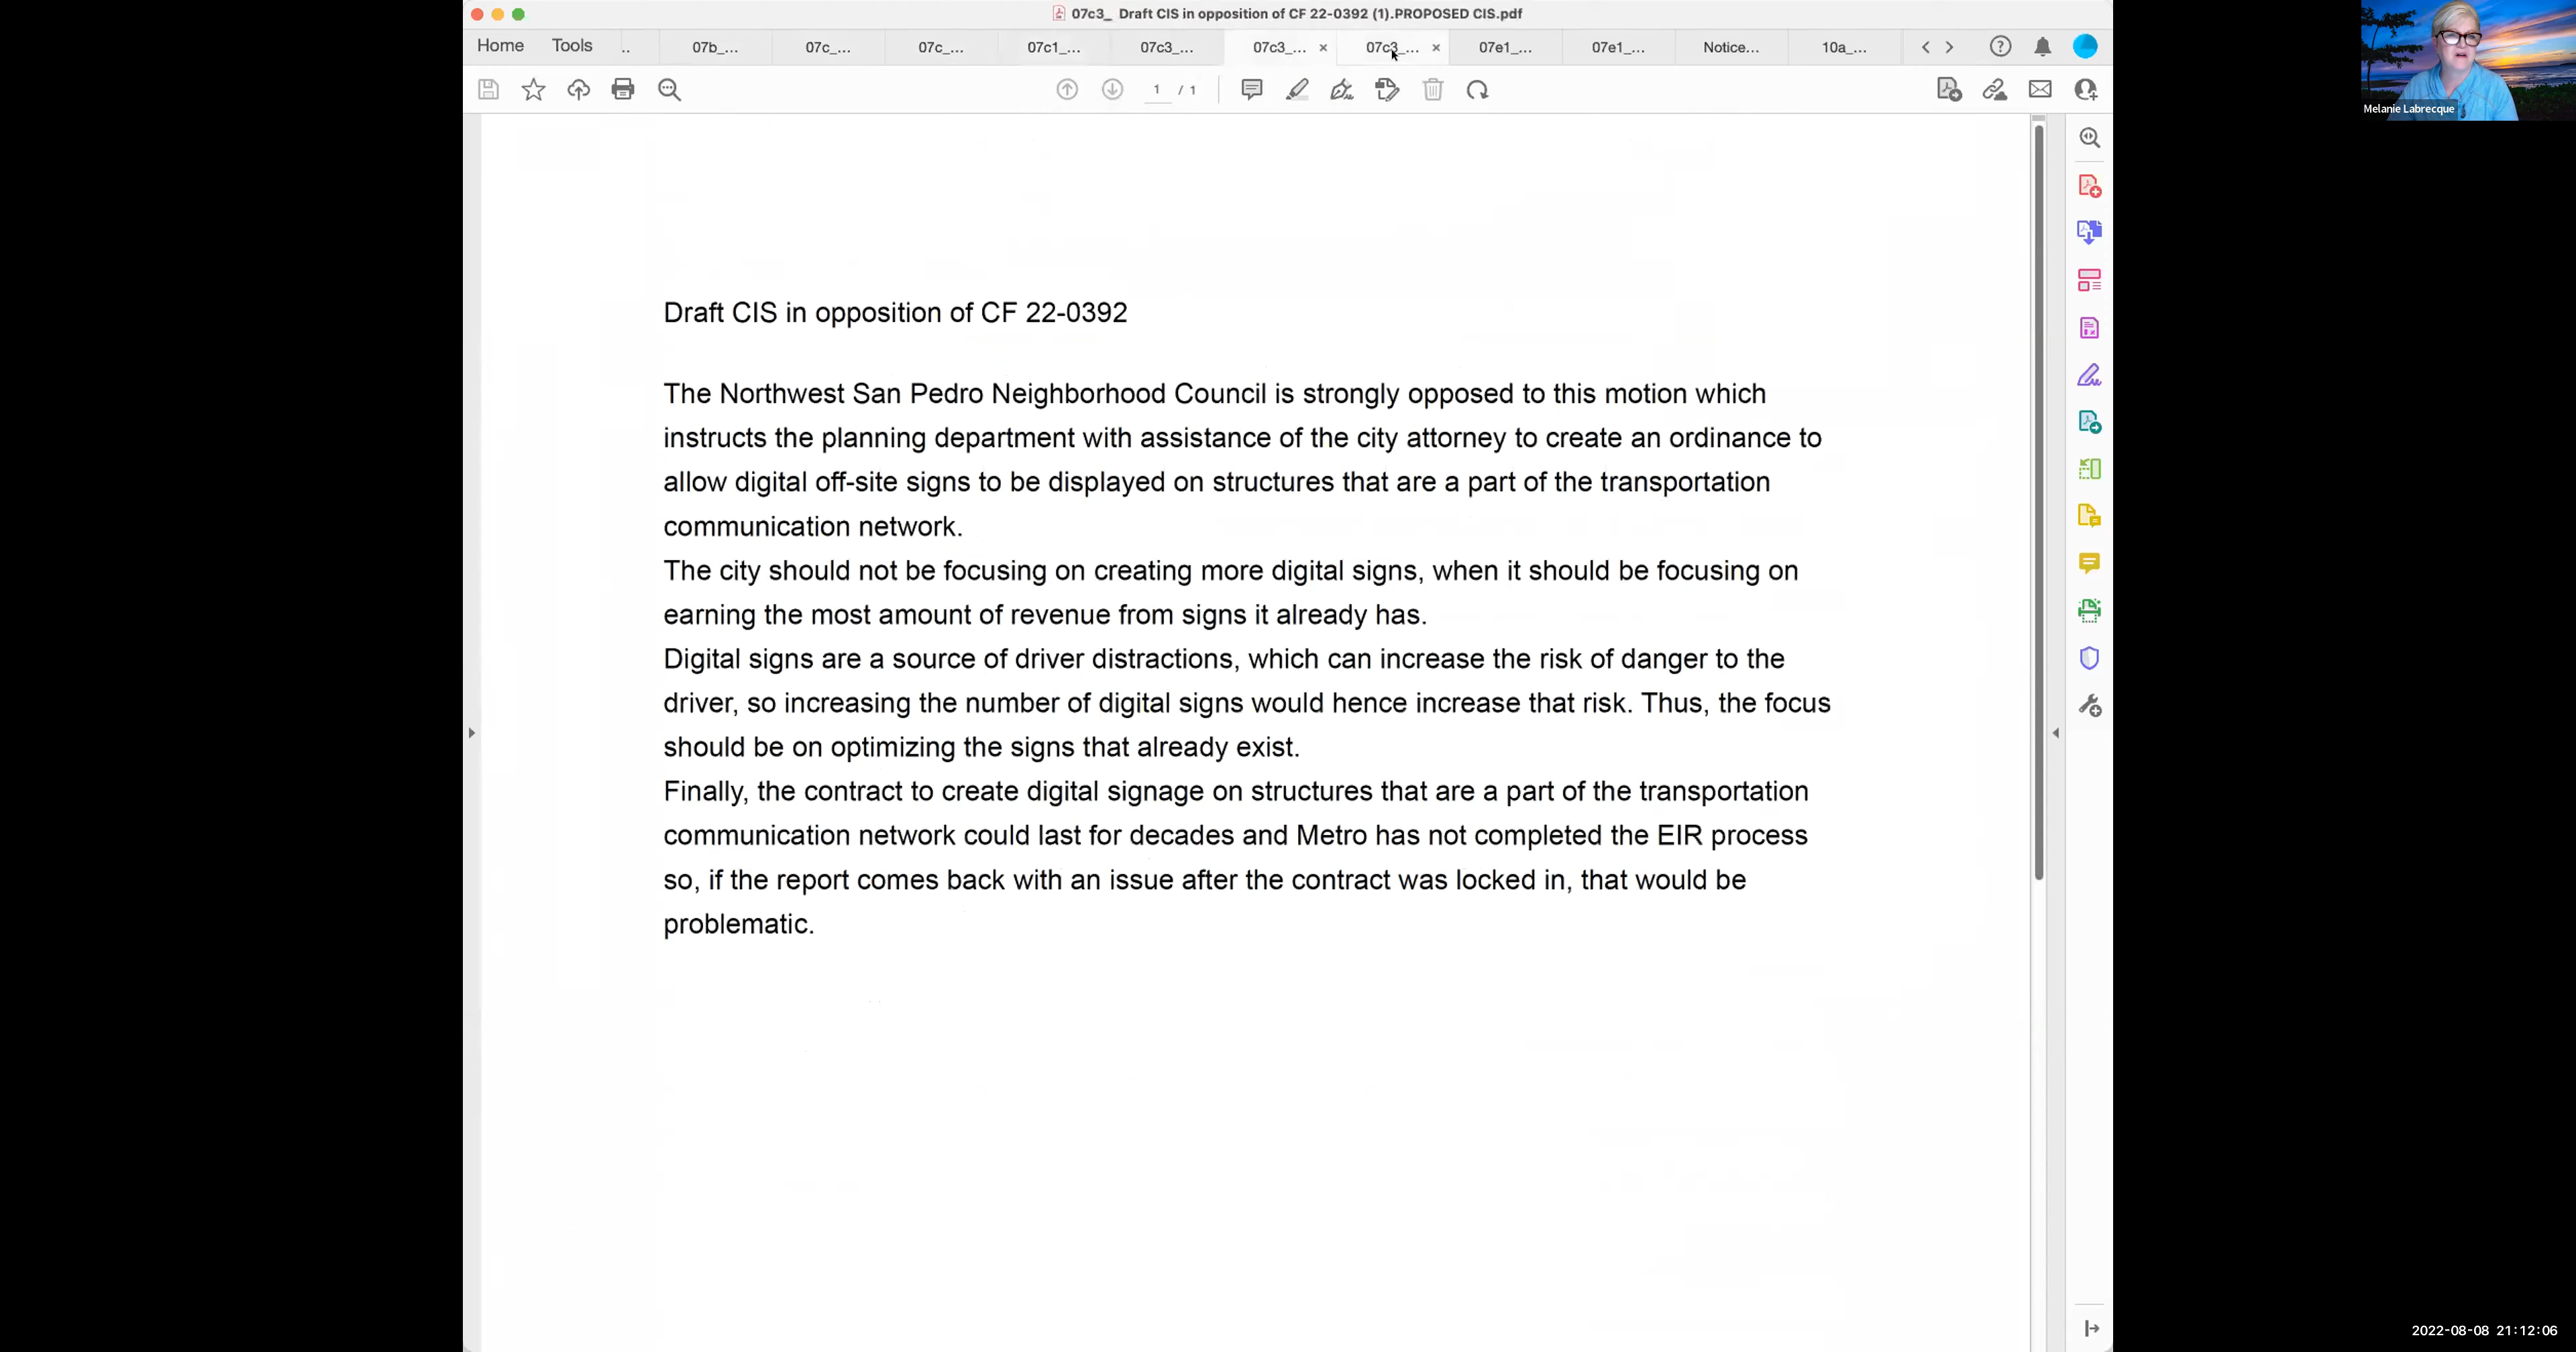 07c3_ Draft CIS in opposition of CF 22-0392 (1).PROPOSED CIS.pdf
Home Tools .. 07b_... 07c_... 07c_... 07c1_... 07c3_... 07c3_... × 07c3_... × 07e1_... 07e1_... Notice... 10a_...
1 / 1
Melanie Labrecque
Draft CIS in opposition of CF 22-0392
The Northwest San Pedro Neighborhood Council is strongly opposed to this motion which
instructs the planning department with assistance of the city attorney to create an ordinance to
allow digital off-site signs to be displayed on structures that are a part of the transportation
communication network.
The city should not be focusing on creating more digital signs, when it should be focusing on
earning the most amount of revenue from signs it already has.
Digital signs are a source of driver distractions, which can increase the risk of danger to the
driver, so increasing the number of digital signs would hence increase that risk. Thus, the focus
should be on optimizing the signs that already exist.
Finally, the contract to create digital signage on structures that are a part of the transportation
communication network could last for decades and Metro has not completed the EIR process
so, if the report comes back with an issue after the contract was locked in, that would be
problematic.
2022-08-08 21:12:06